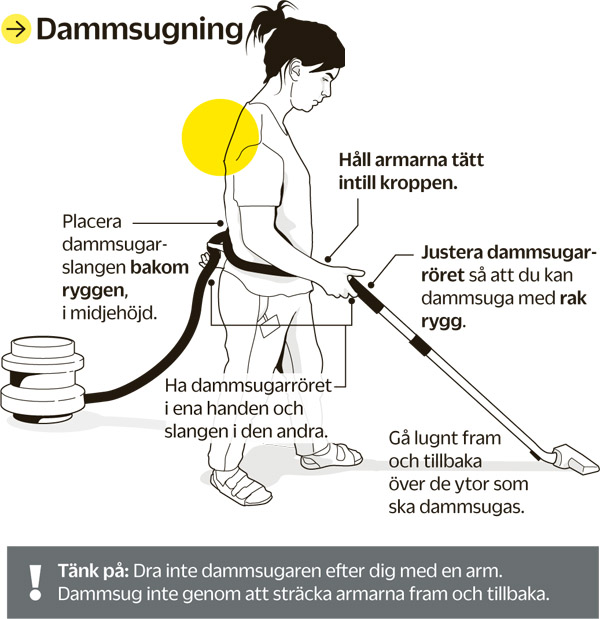 Dammsugning
Håll armarna tätt
intill kroppen.
Placera
dammsugar-
slangen bakom
ryggen,
i midjehöjd.
Justera dammsugar-
röret så att du kan
dammsuga med rak
rygg.
Ha dammsugarröret
i ena handen och
slangen i den andra.
Gå lugnt fram
och tillbaka
över de ytor som
ska dammsugas.
! Tänk på: Dra inte dammsugaren efter dig med en arm.
Dammsug inte genom att sträcka armarna fram och tillbaka.